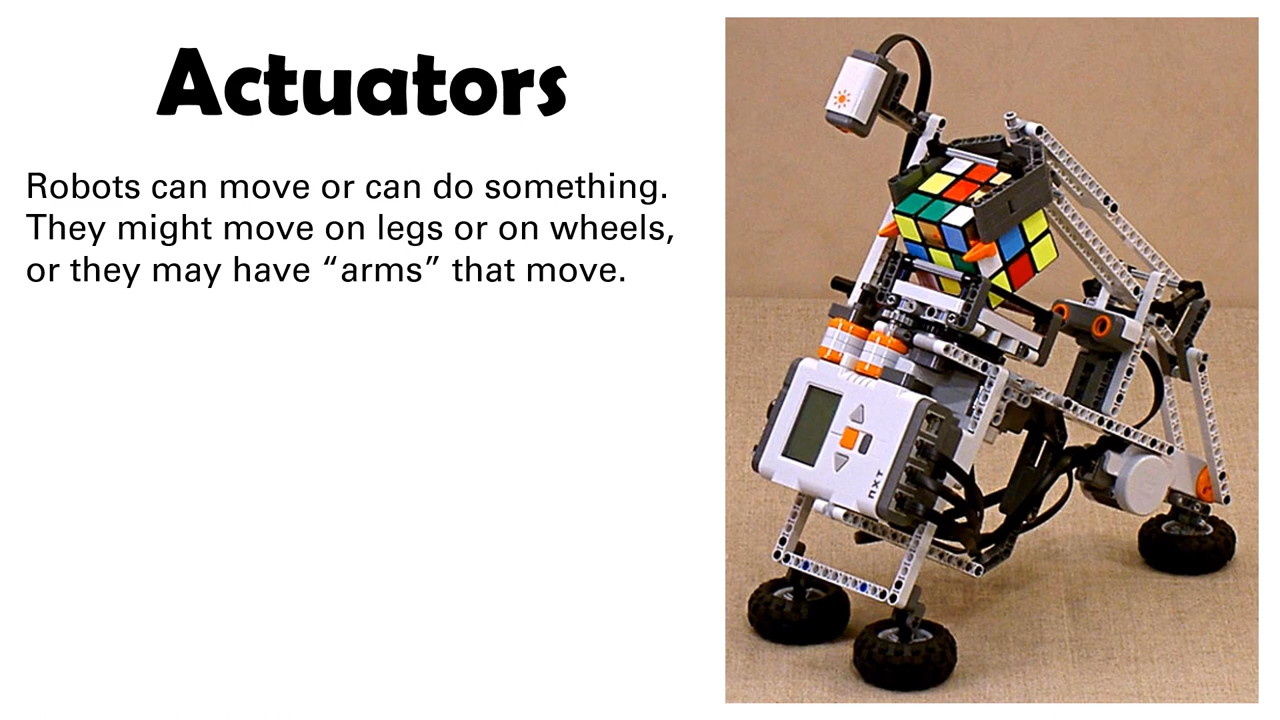 Actuators
Robots can move or can do something.
They might move on legs or on wheels,
or they may have “arms” that move.
NXT